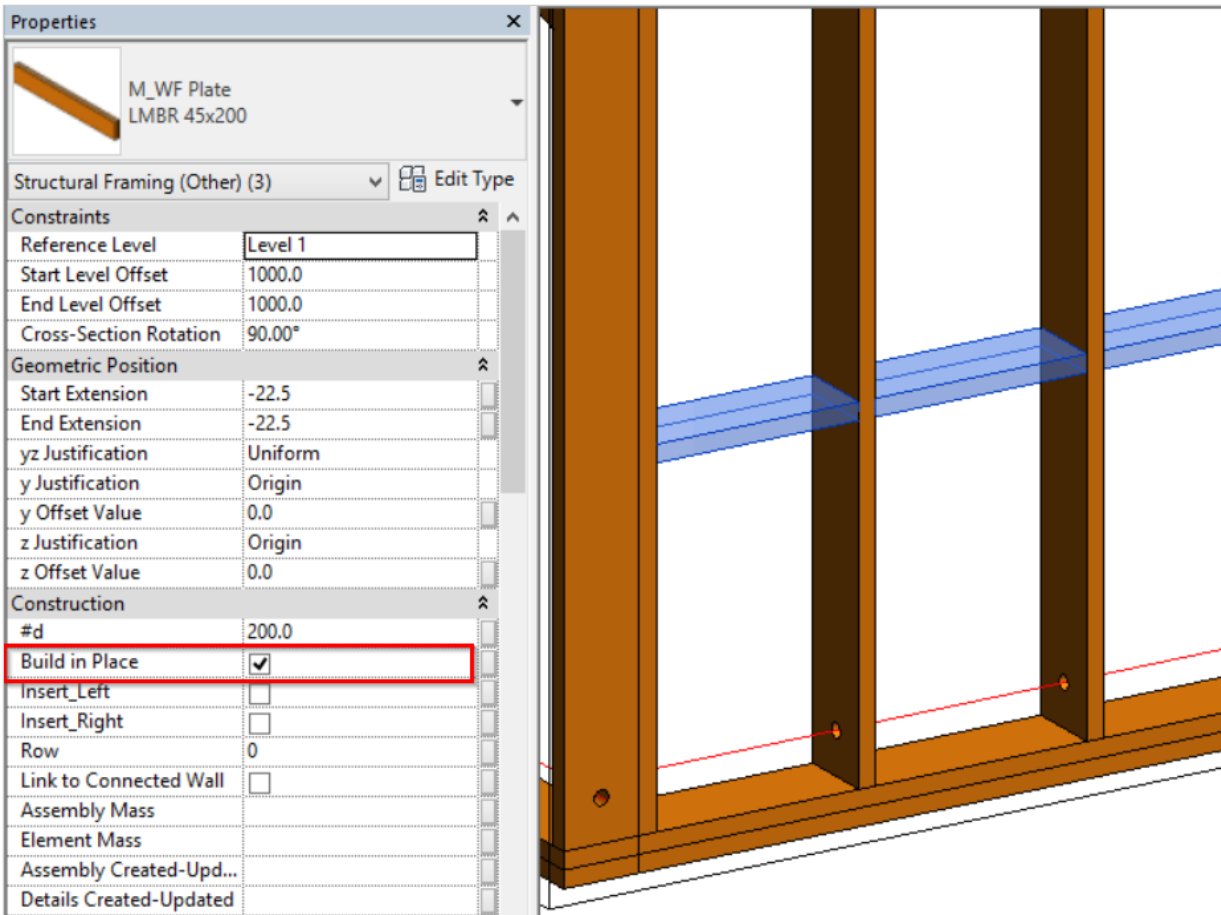 Properties
M_WF Plate
LMBR 45x200
Structural Framing (Other) (3) Edit Type
Constraints
Reference Level Level 1
Start Level Offset 1000.0
End Level Offset 1000.0
Cross-Section Rotation 90.00°
Geometric Position
Start Extension -22.5
End Extension -22.5
yz Justification Uniform
y Justification Origin
y Offset Value 0.0
z Justification Origin
z Offset Value 0.0
Construction
#d 200.0
Build in Place
Insert_Left
Insert_Right
Row 0
Link to Connected Wall
Assembly Mass
Element Mass
Assembly Created-Upd...
Details Created-Updated